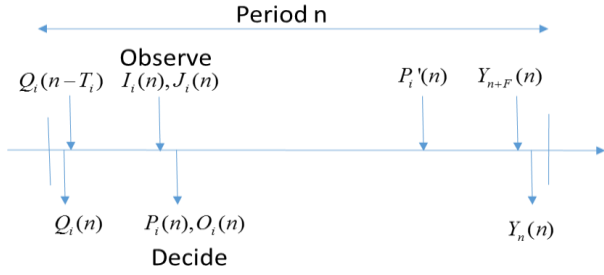 Period n
Observe
Q_i(n−T_i) I_i(n), J_i(n) P_i'(n) Y_{n+F}(n)
Q_i(n) P_i(n), O_i(n) Y_n(n)
Decide